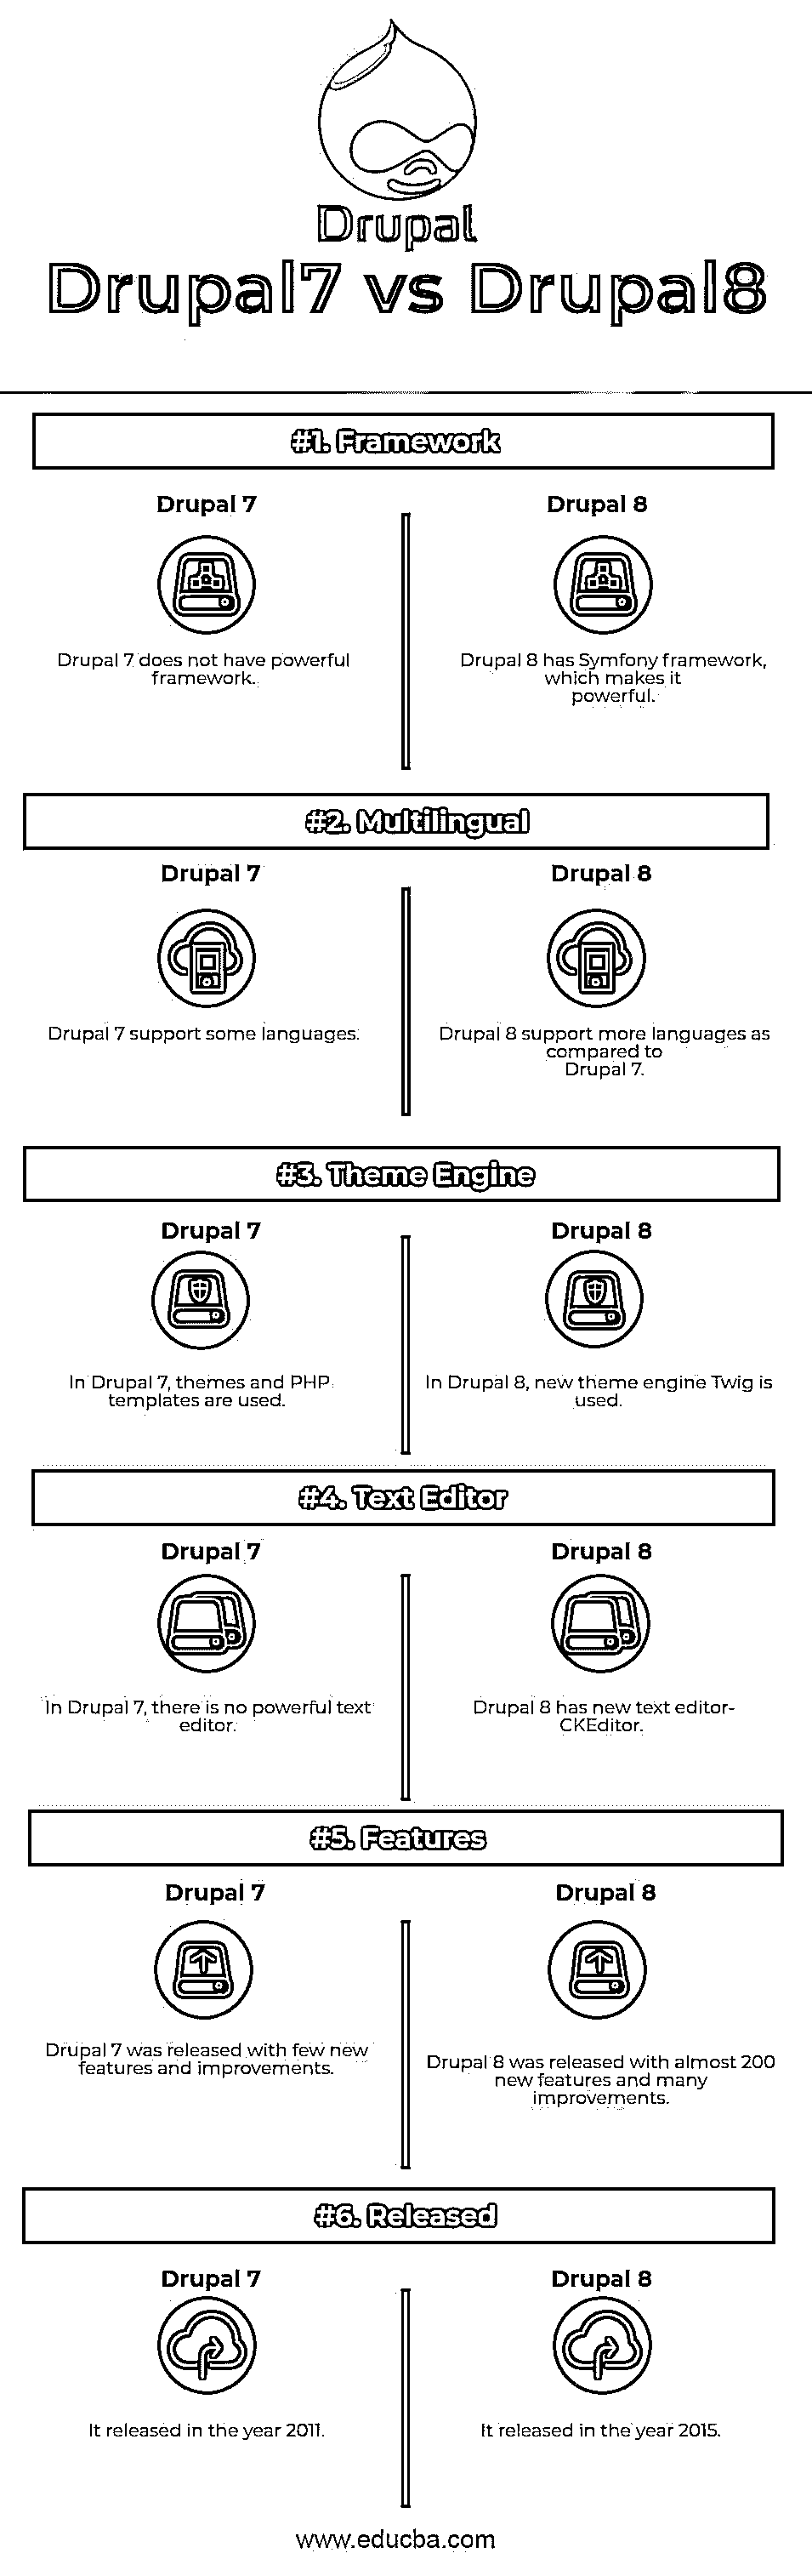 Drupal
Drupal7 vs Drupal8
#1. Framework
Drupal 7
Drupal 7 does not have powerful
framework.
Drupal 8
Drupal 8 has Symfony framework,
which makes it
powerful.
#2. Multilingual
Drupal 7
Drupal 7 support some languages.
Drupal 8
Drupal 8 support more languages as
compared to
Drupal 7.
#3. Theme Engine
Drupal 7
In Drupal 7, themes and PHP
templates are used.
Drupal 8
In Drupal 8, new theme engine Twig is
used.
#4. Text Editor
Drupal 7
In Drupal 7, there is no powerful text
editor.
Drupal 8
Drupal 8 has new text editor-
CKEditor.
#5. Features
Drupal 7
Drupal 7 was released with few new
features and improvements.
Drupal 8
Drupal 8 was released with almost 200
new features and many
improvements.
#6. Released
Drupal 7
It released in the year 2011.
Drupal 8
It released in the year 2015.
www.educba.com